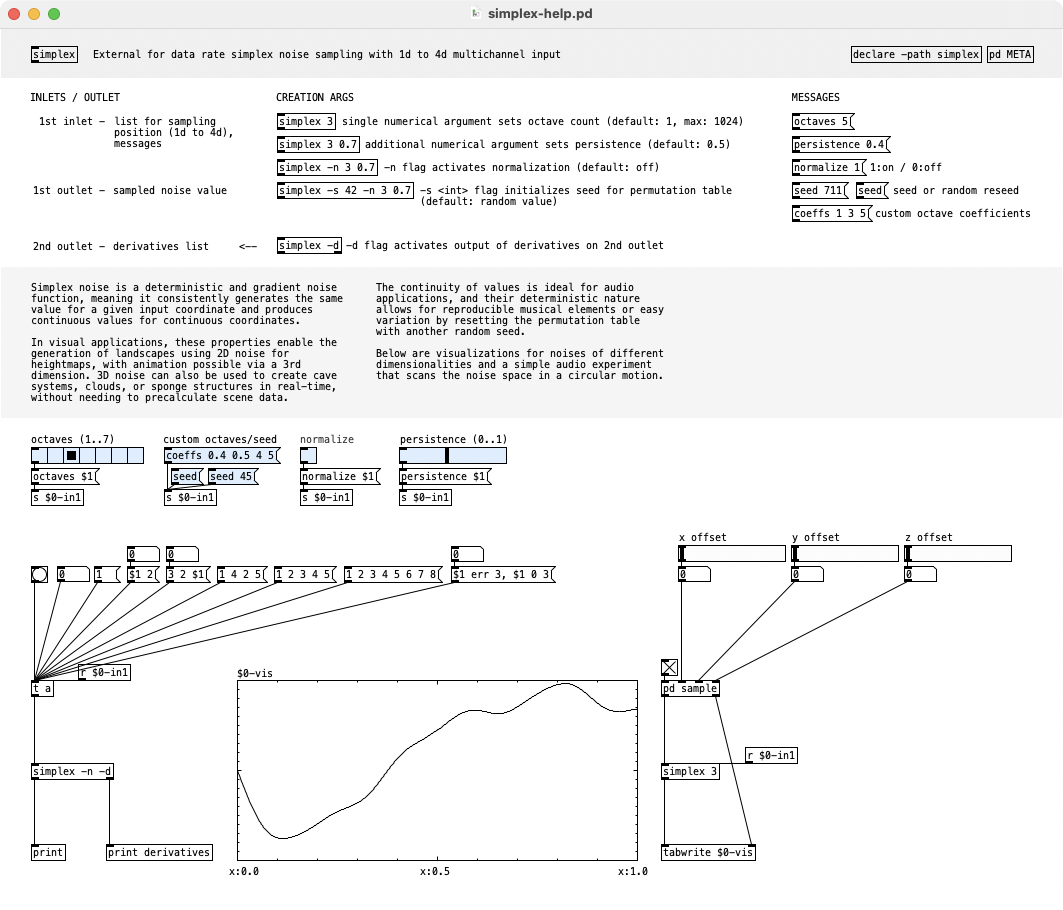 simplex-help.pd
simplex
External for data rate simplex noise sampling with 1d to 4d multichannel input
declare -path simplex
pd META
INLETS / OUTLET
1st inlet - list for sampling
position (1d to 4d),
messages
1st outlet - sampled noise value
2nd outlet - derivatives list <--
CREATION ARGS
simplex 3 single numerical argument sets octave count (default: 1, max: 1024)
simplex 3 0.7 additional numerical argument sets persistence (default: 0.5)
simplex -n 3 0.7 -n flag activates normalization (default: off)
simplex -s 42 -n 3 0.7 -s <int> flag initializes seed for permutation table
(default: random value)
simplex -d -d flag activates output of derivatives on 2nd outlet
MESSAGES
octaves 5
persistence 0.4
normalize 1 1:on / 0:off
seed 711 seed seed or random reseed
coeffs 1 3 5 custom octave coefficients
Simplex noise is a deterministic and gradient noise
function, meaning it consistently generates the same
value for a given input coordinate and produces
continuous values for continuous coordinates.
In visual applications, these properties enable the
generation of landscapes using 2D noise for
heightmaps, with animation possible via a 3rd
dimension. 3D noise can also be used to create cave
systems, clouds, or sponge structures in real-time,
without needing to precalculate scene data.
The continuity of values is ideal for audio
applications, and their deterministic nature
allows for reproducible musical elements or easy
variation by resetting the permutation table
with another random seed.
Below are visualizations for noises of different
dimensionalities and a simple audio experiment
that scans the noise space in a circular motion.
octaves (1..7)
octaves $1
s $0-in1
custom octaves/seed
coeffs 0.4 0.5 4 5
seed seed 45
s $0-in1
normalize
normalize $1
s $0-in1
persistence (0..1)
persistence $1
s $0-in1
0 0 0
0 1 $1 2 3 2 $1 1 4 2 5 1 2 3 4 5 1 2 3 4 5 6 7 8 $1 err 3, $1 0 3
r $0-in1
t a
simplex -n -d
print
print derivatives
$0-vis
x:0.0 x:0.5 x:1.0
x offset y offset z offset
0 0 0
pd sample
r $0-in1
simplex 3
tabwrite $0-vis